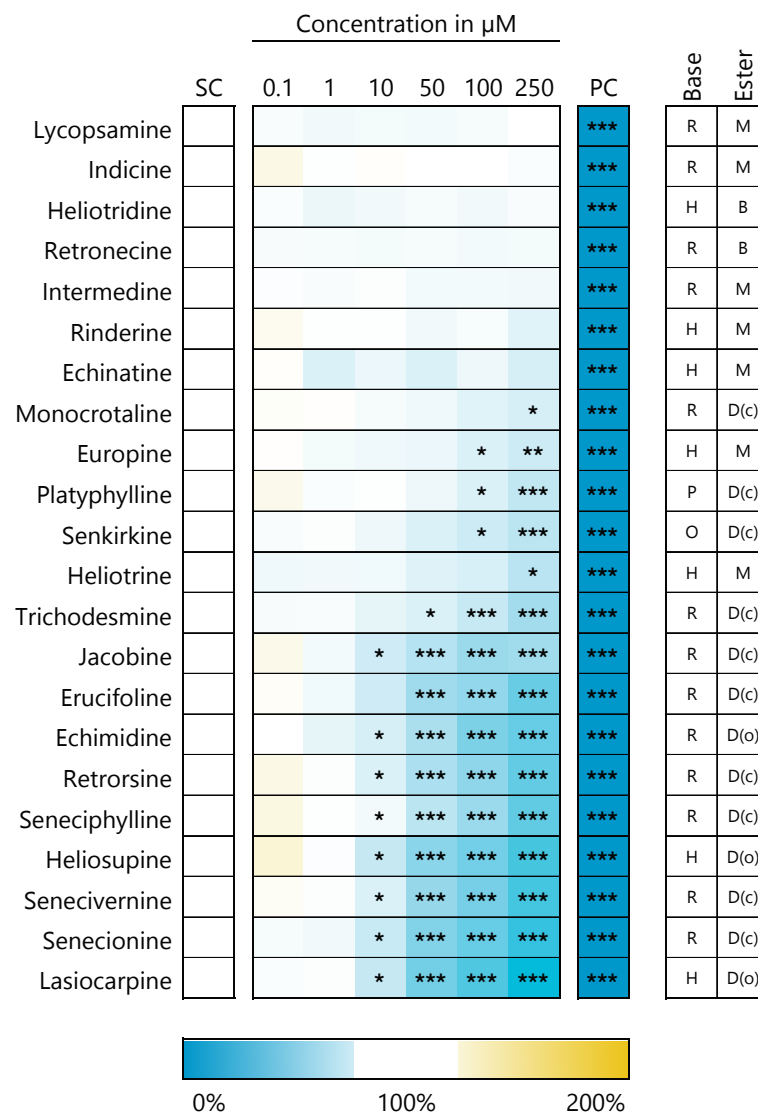 Concentration in µM
SC 0.1 1 10 50 100 250 PC Base Ester
Lycopsamine *** R M
Indicine *** R M
Heliotridine *** H B
Retronecine *** R B
Intermedine *** R M
Rinderine *** H M
Echinatine *** H M
Monocrotaline * *** R D(c)
Europine * ** *** H M
Platyphylline * *** *** P D(c)
Senkirkine * *** *** O D(c)
Heliotrine * *** H M
Trichodesmine * *** *** *** R D(c)
Jacobine * *** *** *** *** R D(c)
Erucifoline *** *** *** *** R D(c)
Echimidine * *** *** *** *** R D(o)
Retrorsine * *** *** *** *** R D(c)
Seneciphylline * *** *** *** *** R D(c)
Heliosupine * *** *** *** *** H D(o)
Senecivernine * *** *** *** *** R D(c)
Senecionine * *** *** *** *** R D(c)
Lasiocarpine * *** *** *** *** H D(o)
0% 100% 200%